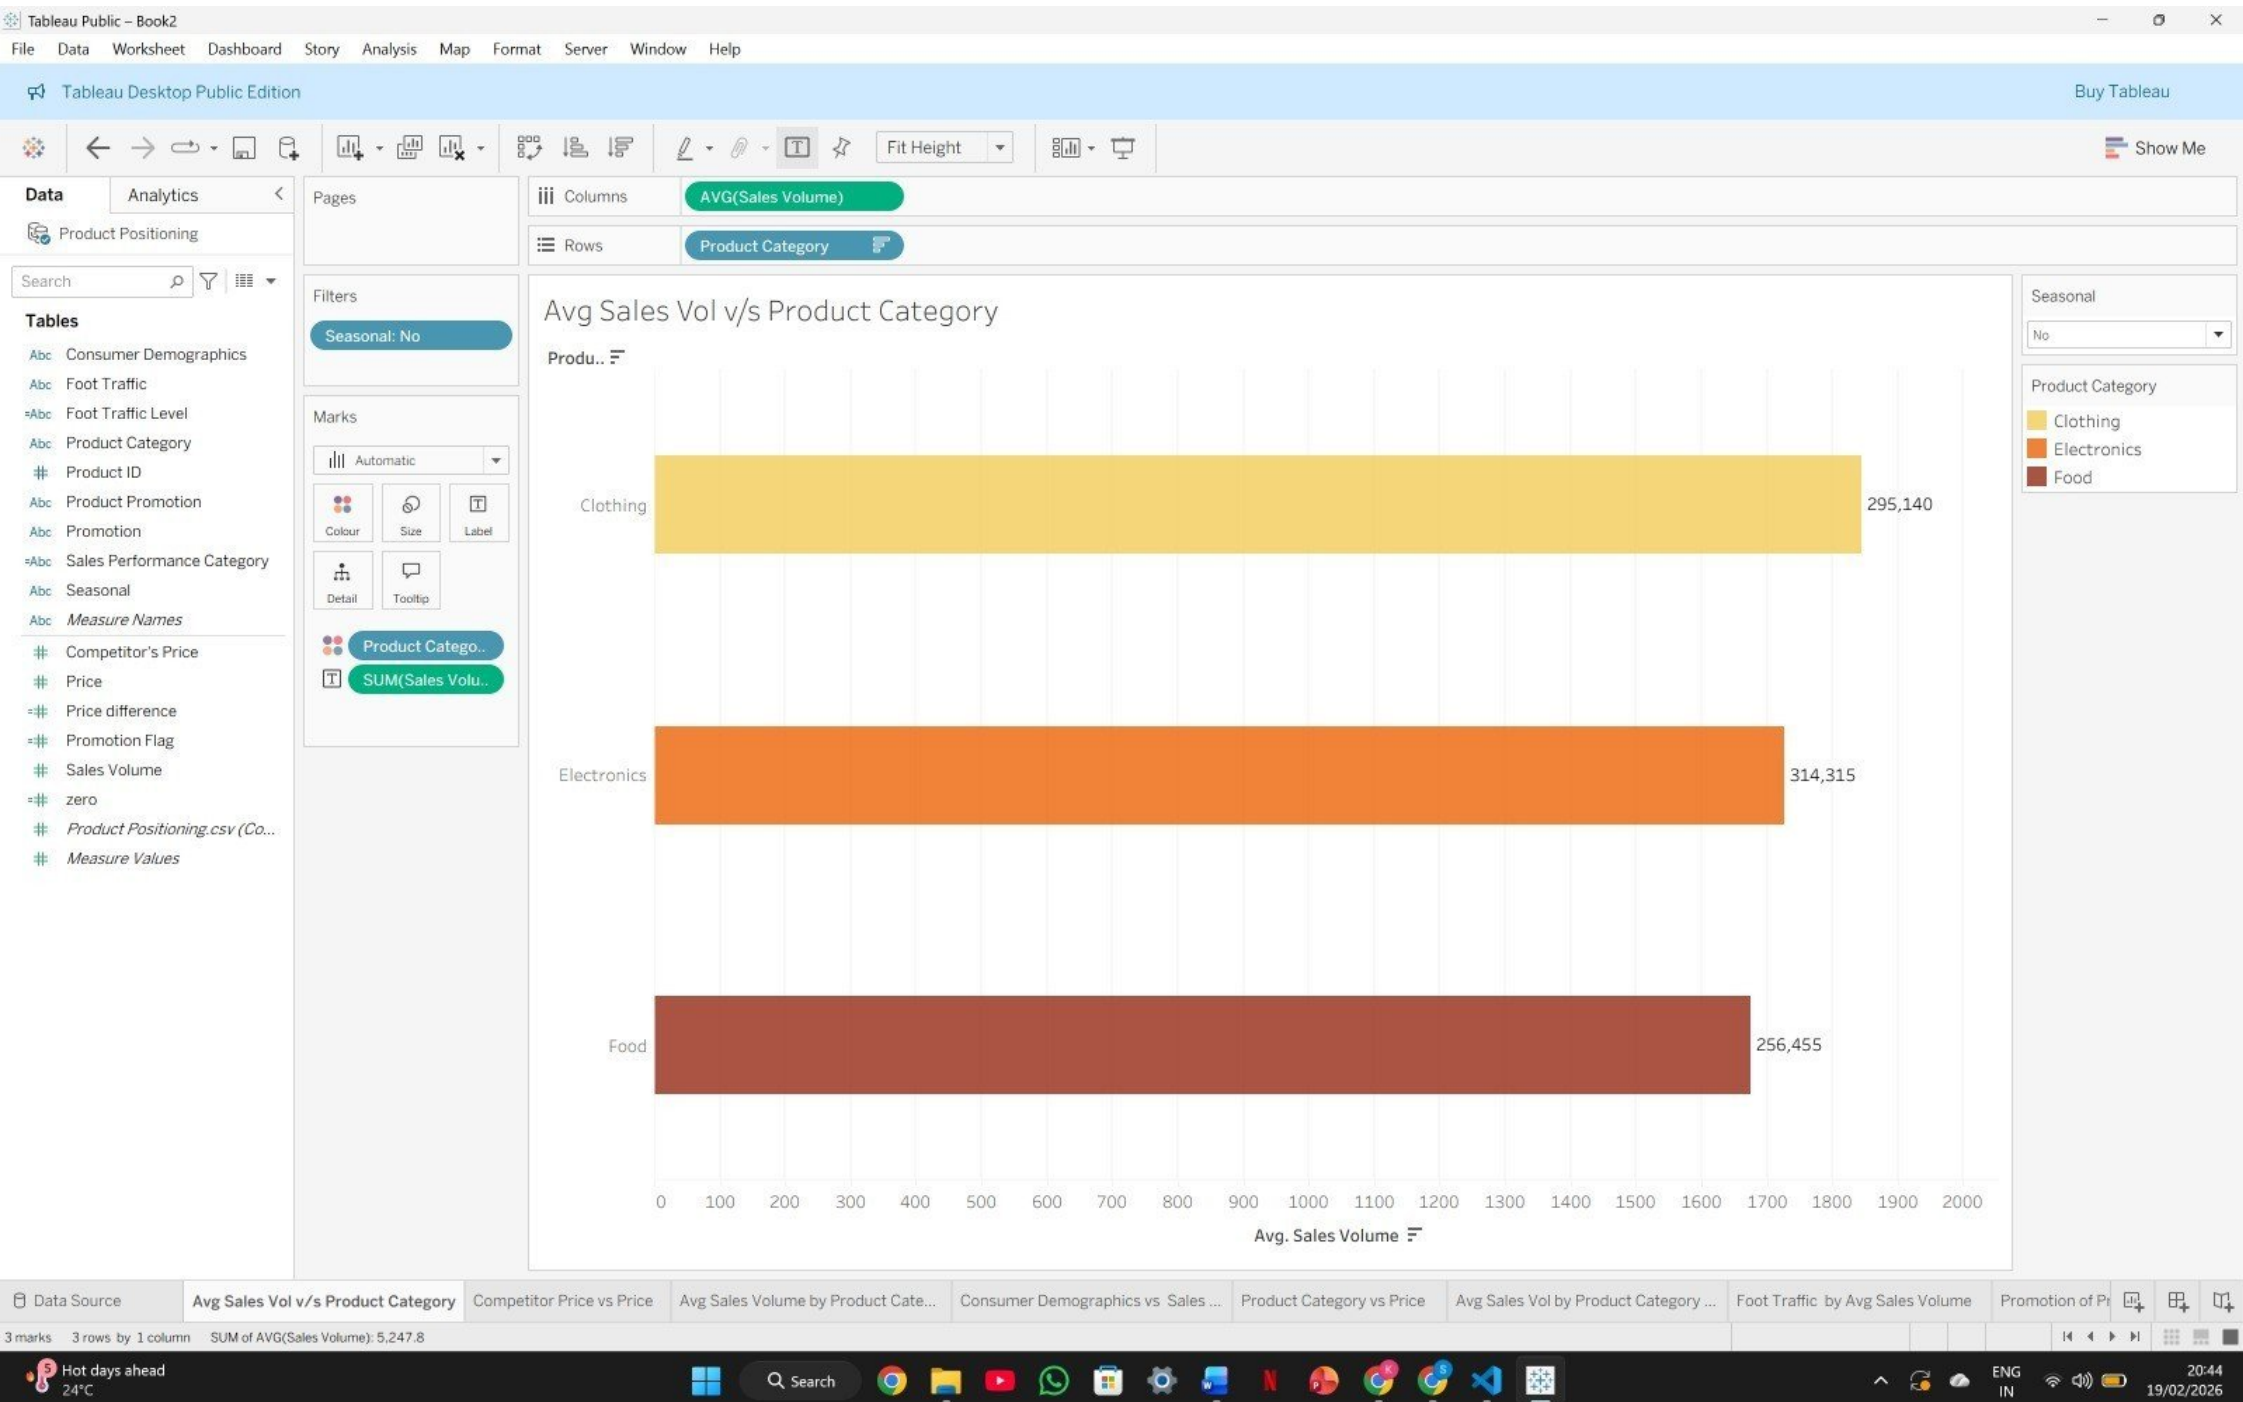 Tableau Public – Book2
File Data Worksheet Dashboard Story Analysis Map Format Server Window Help
Tableau Desktop Public Edition
Buy Tableau
Fit Height
Show Me
Data Analytics
Product Positioning
Search
Tables
Abc Consumer Demographics
Abc Foot Traffic
=Abc Foot Traffic Level
Abc Product Category
# Product ID
Abc Product Promotion
Abc Promotion
=Abc Sales Performance Category
Abc Seasonal
Abc Measure Names
# Competitor's Price
# Price
=# Price difference
=# Promotion Flag
# Sales Volume
=# zero
# Product Positioning.csv (Co...
# Measure Values
Pages
Filters
Seasonal: No
Marks
Automatic
Colour Size Label
Detail Tooltip
Product Catego..
SUM(Sales Volu..
Columns AVG(Sales Volume)
Rows Product Category
Avg Sales Vol v/s Product Category
Produ..
Clothing 295,140
Electronics 314,315
Food 256,455
0 100 200 300 400 500 600 700 800 900 1000 1100 1200 1300 1400 1500 1600 1700 1800 1900 2000
Avg. Sales Volume
Seasonal
No
Product Category
Clothing
Electronics
Food
Data Source Avg Sales Vol v/s Product Category Competitor Price vs Price Avg Sales Volume by Product Cate... Consumer Demographics vs Sales ... Product Category vs Price Avg Sales Vol by Product Category ... Foot Traffic by Avg Sales Volume Promotion of Pr
3 marks 3 rows by 1 column SUM of AVG(Sales Volume): 5,247.8
5
Hot days ahead
24°C
Search
ENG
IN
20:44
19/02/2026